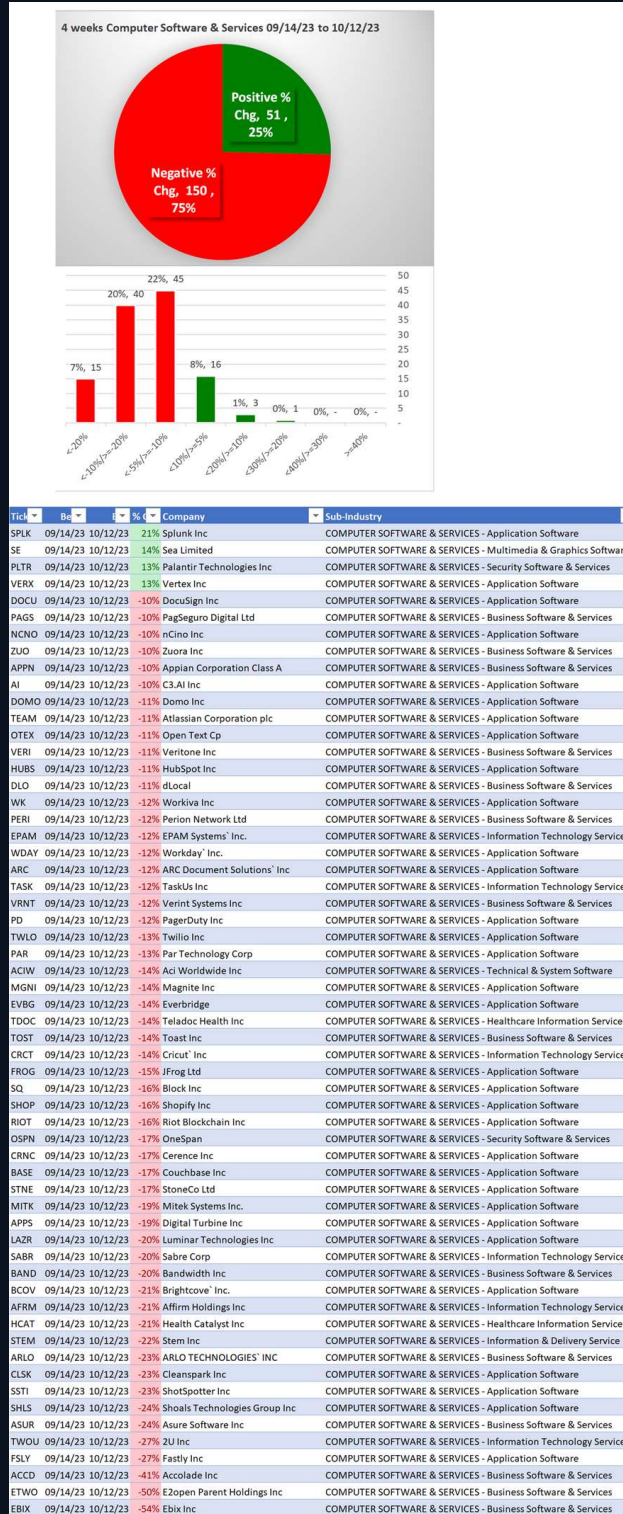 4 weeks Computer Software & Services 09/14/23 to 10/12/23
Positive %
Chg, 51 ,
25%
Negative %
Chg, 150 ,
75%
50
45
40
35
30
25
20
15
10
5
-
7%, 15
20%, 40
22%, 45
8%, 16
1%, 3
0%, 1
0%, -
0%, -
<-20%
<-10%/>=-20%
<-5%/>=-10%
<10%/>=5%
<20%/>=10%
<30%/>=20%
<40%/>=30%
>=40%
Tick Be E % C Company Sub-Industry
SPLK 09/14/23 10/12/23 21% Splunk Inc COMPUTER SOFTWARE & SERVICES - Application Software
SE 09/14/23 10/12/23 14% Sea Limited COMPUTER SOFTWARE & SERVICES - Multimedia & Graphics Softwar
PLTR 09/14/23 10/12/23 13% Palantir Technologies Inc COMPUTER SOFTWARE & SERVICES - Security Software & Services
VERX 09/14/23 10/12/23 13% Vertex Inc COMPUTER SOFTWARE & SERVICES - Application Software
DOCU 09/14/23 10/12/23 -10% DocuSign Inc COMPUTER SOFTWARE & SERVICES - Application Software
PAGS 09/14/23 10/12/23 -10% PagSeguro Digital Ltd COMPUTER SOFTWARE & SERVICES - Business Software & Services
NCNO 09/14/23 10/12/23 -10% nCino Inc COMPUTER SOFTWARE & SERVICES - Application Software
ZUO 09/14/23 10/12/23 -10% Zuora Inc COMPUTER SOFTWARE & SERVICES - Business Software & Services
APPN 09/14/23 10/12/23 -10% Appian Corporation Class A COMPUTER SOFTWARE & SERVICES - Business Software & Services
AI 09/14/23 10/12/23 -10% C3.AI Inc COMPUTER SOFTWARE & SERVICES - Application Software
DOMO 09/14/23 10/12/23 -11% Domo Inc COMPUTER SOFTWARE & SERVICES - Application Software
TEAM 09/14/23 10/12/23 -11% Atlassian Corporation plc COMPUTER SOFTWARE & SERVICES - Application Software
OTEX 09/14/23 10/12/23 -11% Open Text Cp COMPUTER SOFTWARE & SERVICES - Application Software
VERI 09/14/23 10/12/23 -11% Veritone Inc COMPUTER SOFTWARE & SERVICES - Business Software & Services
HUBS 09/14/23 10/12/23 -11% HubSpot Inc COMPUTER SOFTWARE & SERVICES - Application Software
DLO 09/14/23 10/12/23 -11% dLocal COMPUTER SOFTWARE & SERVICES - Business Software & Services
WK 09/14/23 10/12/23 -12% Workiva Inc COMPUTER SOFTWARE & SERVICES - Application Software
PERI 09/14/23 10/12/23 -12% Perion Network Ltd COMPUTER SOFTWARE & SERVICES - Business Software & Services
EPAM 09/14/23 10/12/23 -12% EPAM Systems` Inc. COMPUTER SOFTWARE & SERVICES - Information Technology Service
WDAY 09/14/23 10/12/23 -12% Workday` Inc. COMPUTER SOFTWARE & SERVICES - Application Software
ARC 09/14/23 10/12/23 -12% ARC Document Solutions` Inc COMPUTER SOFTWARE & SERVICES - Application Software
TASK 09/14/23 10/12/23 -12% TaskUs Inc COMPUTER SOFTWARE & SERVICES - Information Technology Service
VRNT 09/14/23 10/12/23 -12% Verint Systems Inc COMPUTER SOFTWARE & SERVICES - Business Software & Services
PD 09/14/23 10/12/23 -12% PagerDuty Inc COMPUTER SOFTWARE & SERVICES - Application Software
TWLO 09/14/23 10/12/23 -13% Twilio Inc COMPUTER SOFTWARE & SERVICES - Application Software
PAR 09/14/23 10/12/23 -13% Par Technology Corp COMPUTER SOFTWARE & SERVICES - Application Software
ACIW 09/14/23 10/12/23 -14% Aci Worldwide Inc COMPUTER SOFTWARE & SERVICES - Technical & System Software
MGNI 09/14/23 10/12/23 -14% Magnite Inc COMPUTER SOFTWARE & SERVICES - Application Software
EVBG 09/14/23 10/12/23 -14% Everbridge COMPUTER SOFTWARE & SERVICES - Application Software
TDOC 09/14/23 10/12/23 -14% Teladoc Health Inc COMPUTER SOFTWARE & SERVICES - Healthcare Information Service
TOST 09/14/23 10/12/23 -14% Toast Inc COMPUTER SOFTWARE & SERVICES - Business Software & Services
CRCT 09/14/23 10/12/23 -14% Cricut` Inc COMPUTER SOFTWARE & SERVICES - Information Technology Service
FROG 09/14/23 10/12/23 -15% JFrog Ltd COMPUTER SOFTWARE & SERVICES - Application Software
SQ 09/14/23 10/12/23 -16% Block Inc COMPUTER SOFTWARE & SERVICES - Application Software
SHOP 09/14/23 10/12/23 -16% Shopify Inc COMPUTER SOFTWARE & SERVICES - Application Software
RIOT 09/14/23 10/12/23 -16% Riot Blockchain Inc COMPUTER SOFTWARE & SERVICES - Application Software
OSPN 09/14/23 10/12/23 -17% OneSpan COMPUTER SOFTWARE & SERVICES - Security Software & Services
CRNC 09/14/23 10/12/23 -17% Cerence Inc COMPUTER SOFTWARE & SERVICES - Application Software
BASE 09/14/23 10/12/23 -17% Couchbase Inc COMPUTER SOFTWARE & SERVICES - Application Software
STNE 09/14/23 10/12/23 -17% StoneCo Ltd COMPUTER SOFTWARE & SERVICES - Application Software
MITK 09/14/23 10/12/23 -19% Mitek Systems Inc. COMPUTER SOFTWARE & SERVICES - Application Software
APPS 09/14/23 10/12/23 -19% Digital Turbine Inc COMPUTER SOFTWARE & SERVICES - Application Software
LAZR 09/14/23 10/12/23 -20% Luminar Technologies Inc COMPUTER SOFTWARE & SERVICES - Application Software
SABR 09/14/23 10/12/23 -20% Sabre Corp COMPUTER SOFTWARE & SERVICES - Information Technology Service
BAND 09/14/23 10/12/23 -20% Bandwidth Inc COMPUTER SOFTWARE & SERVICES - Business Software & Services
BCOV 09/14/23 10/12/23 -21% Brightcove` Inc. COMPUTER SOFTWARE & SERVICES - Application Software
AFRM 09/14/23 10/12/23 -21% Affirm Holdings Inc COMPUTER SOFTWARE & SERVICES - Information Technology Service
HCAT 09/14/23 10/12/23 -21% Health Catalyst Inc COMPUTER SOFTWARE & SERVICES - Healthcare Information Service
STEM 09/14/23 10/12/23 -22% Stem Inc COMPUTER SOFTWARE & SERVICES - Information & Delivery Service
ARLO 09/14/23 10/12/23 -23% ARLO TECHNOLOGIES` INC COMPUTER SOFTWARE & SERVICES - Business Software & Services
CLSK 09/14/23 10/12/23 -23% Cleanspark Inc COMPUTER SOFTWARE & SERVICES - Application Software
SSTI 09/14/23 10/12/23 -23% ShotSpotter Inc COMPUTER SOFTWARE & SERVICES - Application Software
SHLS 09/14/23 10/12/23 -24% Shoals Technologies Group Inc COMPUTER SOFTWARE & SERVICES - Application Software
ASUR 09/14/23 10/12/23 -24% Asure Software Inc COMPUTER SOFTWARE & SERVICES - Business Software & Services
TWOU 09/14/23 10/12/23 -27% 2U Inc COMPUTER SOFTWARE & SERVICES - Information Technology Service
FSLY 09/14/23 10/12/23 -27% Fastly Inc COMPUTER SOFTWARE & SERVICES - Application Software
ACCD 09/14/23 10/12/23 -41% Accolade Inc COMPUTER SOFTWARE & SERVICES - Business Software & Services
ETWO 09/14/23 10/12/23 -50% E2open Parent Holdings Inc COMPUTER SOFTWARE & SERVICES - Business Software & Services
EBIX 09/14/23 10/12/23 -54% Ebix Inc COMPUTER SOFTWARE & SERVICES - Business Software & Services